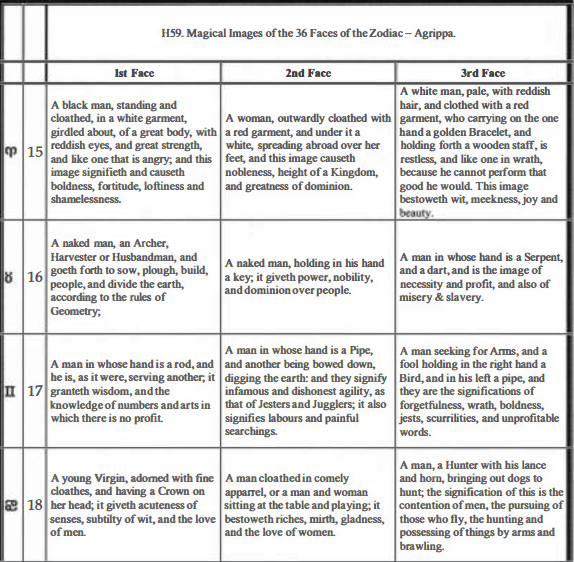 H59. Magical Images of the 36 Faces of the Zodiac – Agrippa.
1st Face
2nd Face
3rd Face
♈
15
A black man, standing and
cloathed, in a white garment,
girdled about, of a great body, with
reddish eyes, and great strength,
and like one that is angry; and this
image signifieth and causeth
boldness, fortitude, loftiness and
shamelessness.
A woman, outwardly cloathed with
a red garment, and under it a
white, spreading abroad over her
feet, and this image causeth
nobleness, height of a Kingdom,
and greatness of dominion.
A white man, pale, with reddish
hair, and clothed with a red
garment, who carrying on the one
hand a golden Bracelet, and
holding forth a wooden staff, is
restless, and like one in wrath,
because he cannot perform that
good he would. This image
bestoweth wit, meekness, joy and
beauty.
♉
16
A naked man, an Archer,
Harvester or Husbandman, and
goeth forth to sow, plough, build,
people, and divide the earth,
according to the rules of
Geometry;
A naked man, holding in his hand
a key; it giveth power, nobility,
and dominion over people.
A man in whose hand is a Serpent,
and a dart, and is the image of
necessity and profit, and also of
misery & slavery.
♊
17
A man in whose hand is a rod, and
he is, as it were, serving another; it
granteth wisdom, and the
knowledge of numbers and arts in
which there is no profit.
A man in whose hand is a Pipe,
and another being bowed down,
digging the earth: and they signify
infamous and dishonest agility, as
that of Jesters and Jugglers; it also
signifies labours and painful
searchings.
A man seeking for Arms, and a
fool holding in the right hand a
Bird, and in his left a pipe, and
they are the significations of
forgetfulness, wrath, boldness,
jests, scurrilities, and unprofitable
words.
♋
18
A young Virgin, adorned with fine
cloathes, and having a Crown on
her head; it giveth acuteness of
senses, subtilty of wit, and the love
of men.
A man cloathed in comely
apparrel, or a man and woman
sitting at the table and playing; it
bestoweth riches, mirth, gladness,
and the love of women.
A man, a Hunter with his lance
and horn, bringing out dogs to
hunt; the signification of this is the
contention of men, the pursuing of
those who fly, the hunting and
possessing of things by arms and
brawling.